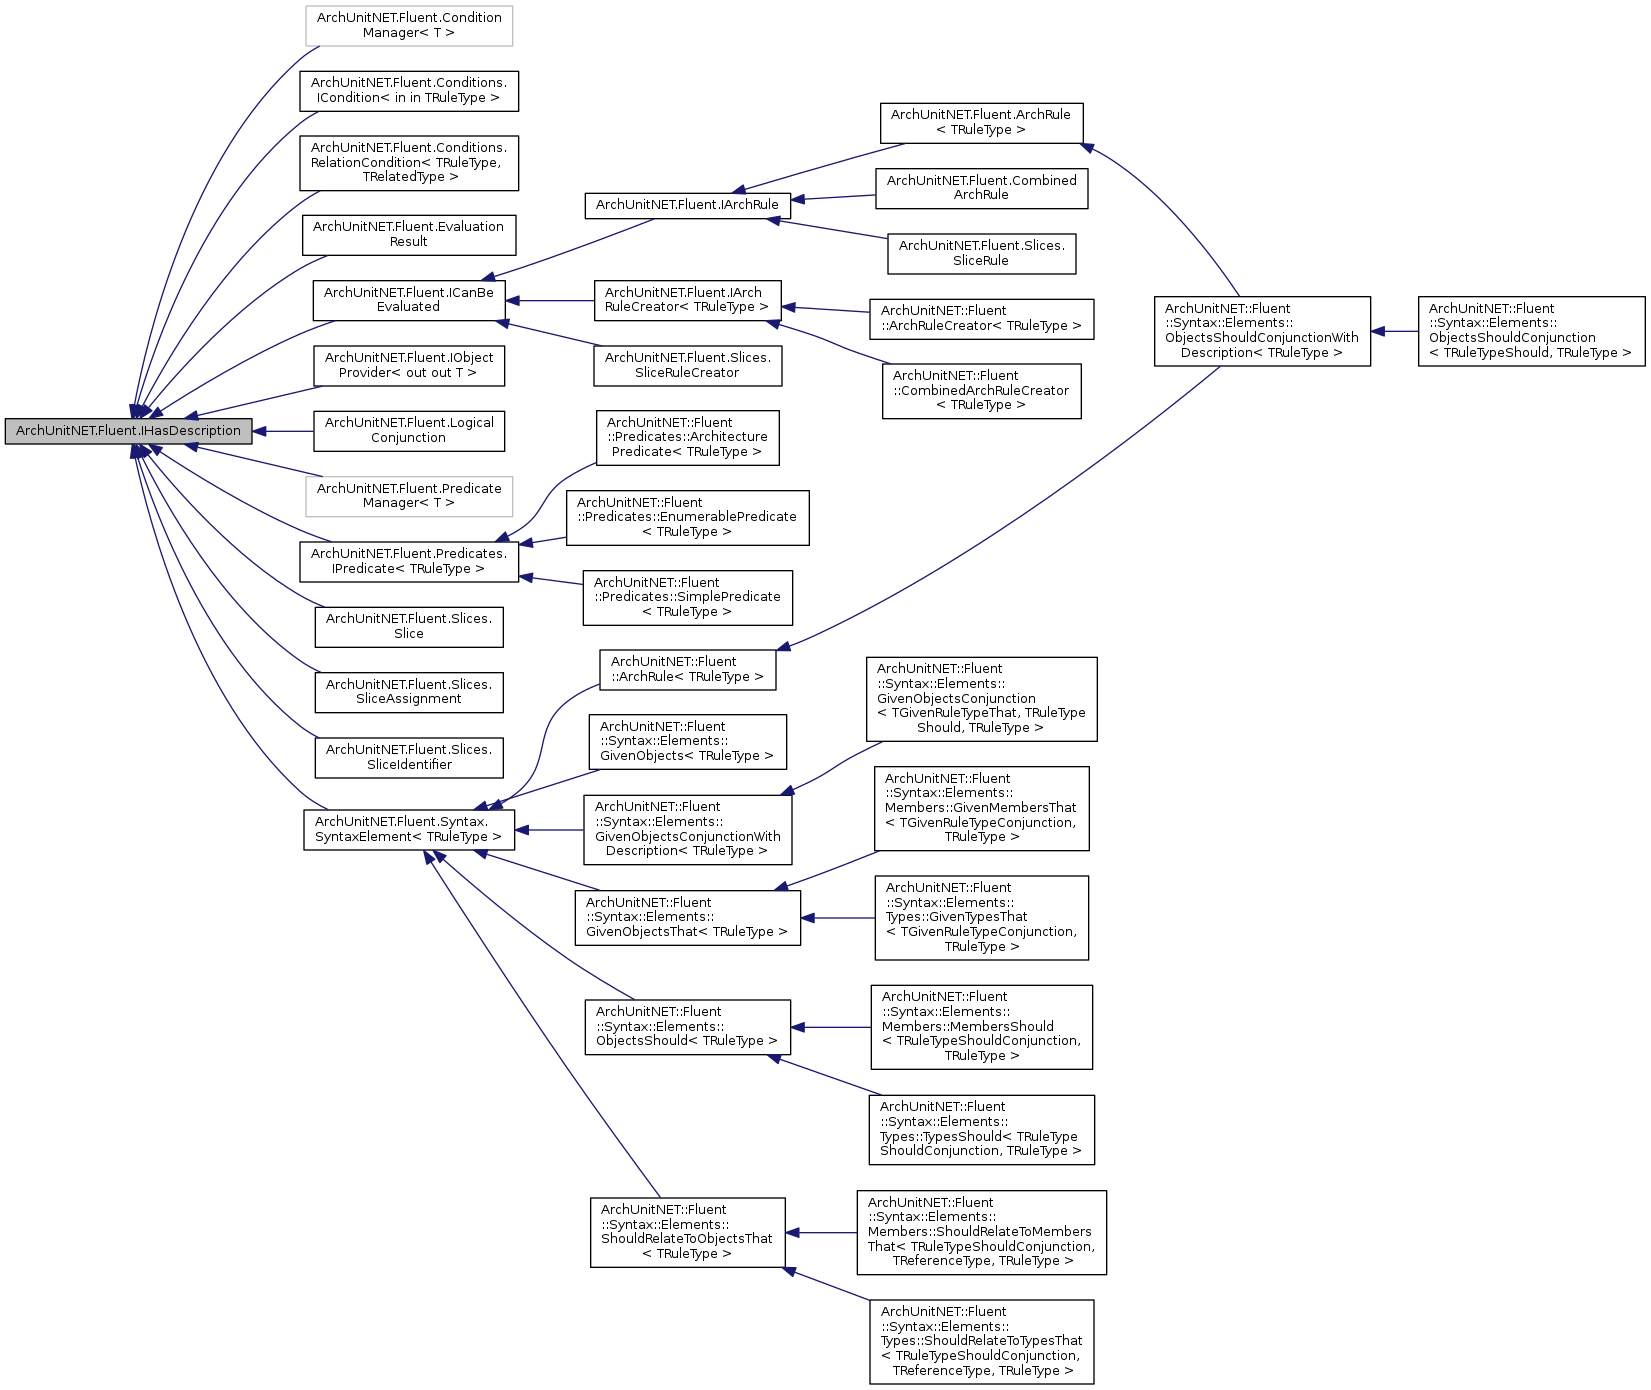 ArchUnitNET.Fluent.IHasDescription
ArchUnitNET.Fluent.Condition
Manager< T >
ArchUnitNET.Fluent.Conditions.
ICondition< in in TRuleType >
ArchUnitNET.Fluent.Conditions.
RelationCondition< TRuleType,
TRelatedType >
ArchUnitNET.Fluent.Evaluation
Result
ArchUnitNET.Fluent.ICanBe
Evaluated
ArchUnitNET.Fluent.IObject
Provider< out out T >
ArchUnitNET.Fluent.Logical
Conjunction
ArchUnitNET.Fluent.Predicate
Manager< T >
ArchUnitNET.Fluent.Predicates.
IPredicate< TRuleType >
ArchUnitNET.Fluent.Slices.
Slice
ArchUnitNET.Fluent.Slices.
SliceAssignment
ArchUnitNET.Fluent.Slices.
SliceIdentifier
ArchUnitNET.Fluent.Syntax.
SyntaxElement< TRuleType >
ArchUnitNET.Fluent.IArchRule
ArchUnitNET.Fluent.IArch
RuleCreator< TRuleType >
ArchUnitNET.Fluent.Slices.
SliceRuleCreator
ArchUnitNET::Fluent
::Predicates::Architecture
Predicate< TRuleType >
ArchUnitNET::Fluent
::Predicates::EnumerablePredicate
< TRuleType >
ArchUnitNET::Fluent
::Predicates::SimplePredicate
< TRuleType >
ArchUnitNET::Fluent
::ArchRule< TRuleType >
ArchUnitNET::Fluent
::Syntax::Elements::
GivenObjects< TRuleType >
ArchUnitNET::Fluent
::Syntax::Elements::
GivenObjectsConjunctionWith
Description< TRuleType >
ArchUnitNET::Fluent
::Syntax::Elements::
GivenObjectsThat< TRuleType >
ArchUnitNET::Fluent
::Syntax::Elements::
ObjectsShould< TRuleType >
ArchUnitNET::Fluent
::Syntax::Elements::
ShouldRelateToObjectsThat
< TRuleType >
ArchUnitNET.Fluent.ArchRule
< TRuleType >
ArchUnitNET.Fluent.Combined
ArchRule
ArchUnitNET.Fluent.Slices.
SliceRule
ArchUnitNET::Fluent
::ArchRuleCreator< TRuleType >
ArchUnitNET::Fluent
::CombinedArchRuleCreator
< TRuleType >
ArchUnitNET::Fluent
::Syntax::Elements::
GivenObjectsConjunction
< TGivenRuleTypeThat, TRuleType
Should, TRuleType >
ArchUnitNET::Fluent
::Syntax::Elements::
Members::GivenMembersThat
< TGivenRuleTypeConjunction,
TRuleType >
ArchUnitNET::Fluent
::Syntax::Elements::
Types::GivenTypesThat
< TGivenRuleTypeConjunction,
TRuleType >
ArchUnitNET::Fluent
::Syntax::Elements::
Members::MembersShould
< TRuleTypeShouldConjunction,
TRuleType >
ArchUnitNET::Fluent
::Syntax::Elements::
Types::TypesShould< TRuleType
ShouldConjunction, TRuleType >
ArchUnitNET::Fluent
::Syntax::Elements::
Members::ShouldRelateToMembers
That< TRuleTypeShouldConjunction,
TReferenceType, TRuleType >
ArchUnitNET::Fluent
::Syntax::Elements::
Types::ShouldRelateToTypesThat
< TRuleTypeShouldConjunction,
TReferenceType, TRuleType >
ArchUnitNET::Fluent
::Syntax::Elements::
ObjectsShouldConjunctionWith
Description< TRuleType >
ArchUnitNET::Fluent
::Syntax::Elements::
ObjectsShouldConjunction
< TRuleTypeShould, TRuleType >